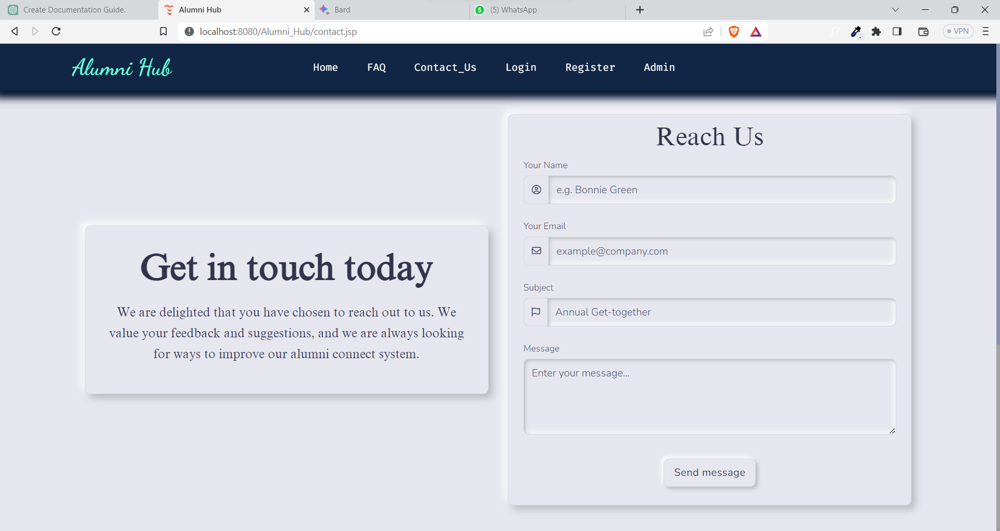 Create Documentation Guide.
Alumni Hub
Bard
5
(5) WhatsApp
localhost:8080/Alumni_Hub/contact.jsp
VPN
Alumni Hub
Home
FAQ
Contact_Us
Login
Register
Admin
Get in touch today
We are delighted that you have chosen to reach out to us. We
value your feedback and suggestions, and we are always looking
for ways to improve our alumni connect system.
Reach Us
Your Name
e.g. Bonnie Green
Your Email
example@company.com
Subject
Annual Get-together
Message
Enter your message...
Send message